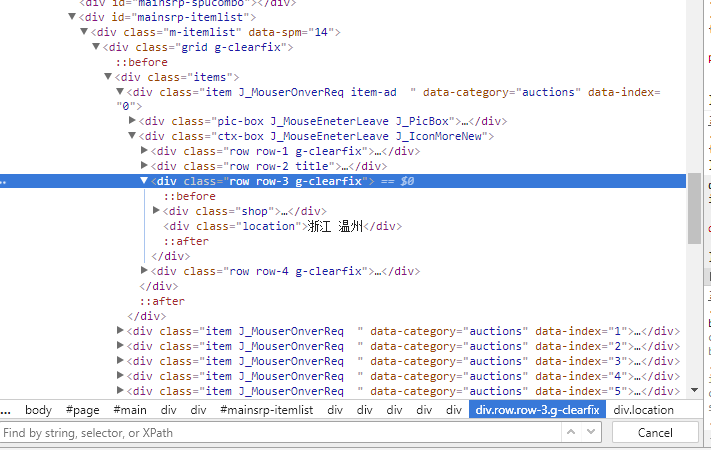 <div id="mainsrp-spucombo"></div>
▼<div id="mainsrp-itemlist">
▼<div class="m-itemlist" data-spm="14">
▼<div class="grid g-clearfix">
::before
▼<div class="items">
▼<div class="item J_MouserOnverReq item-ad  " data-category="auctions" data-index=
"0">
▶<div class="pic-box J_MouseEneterLeave J_PicBox">…</div>
▼<div class="ctx-box J_MouseEneterLeave J_IconMoreNew">
▶<div class="row row-1 g-clearfix">…</div>
▶<div class="row row-2 title">…</div>
… ▼<div class="row row-3 g-clearfix"> == $0
::before
▶<div class="shop">…</div>
<div class="location">浙江 温州</div>
::after
</div>
▶<div class="row row-4 g-clearfix">…</div>
</div>
::after
</div>
▶<div class="item J_MouserOnverReq  " data-category="auctions" data-index="1">…</div>
▶<div class="item J_MouserOnverReq  " data-category="auctions" data-index="2">…</div>
▶<div class="item J_MouserOnverReq  " data-category="auctions" data-index="3">…</div>
▶<div class="item J_MouserOnverReq  " data-category="auctions" data-index="4">…</div>
▶<div class="item J_MouserOnverReq  " data-category="auctions" data-index="5">…</div>
... body #page #main div div #mainsrp-itemlist div div div div div div.row.row-3.g-clearfix div.location
Find by string, selector, or XPath Cancel